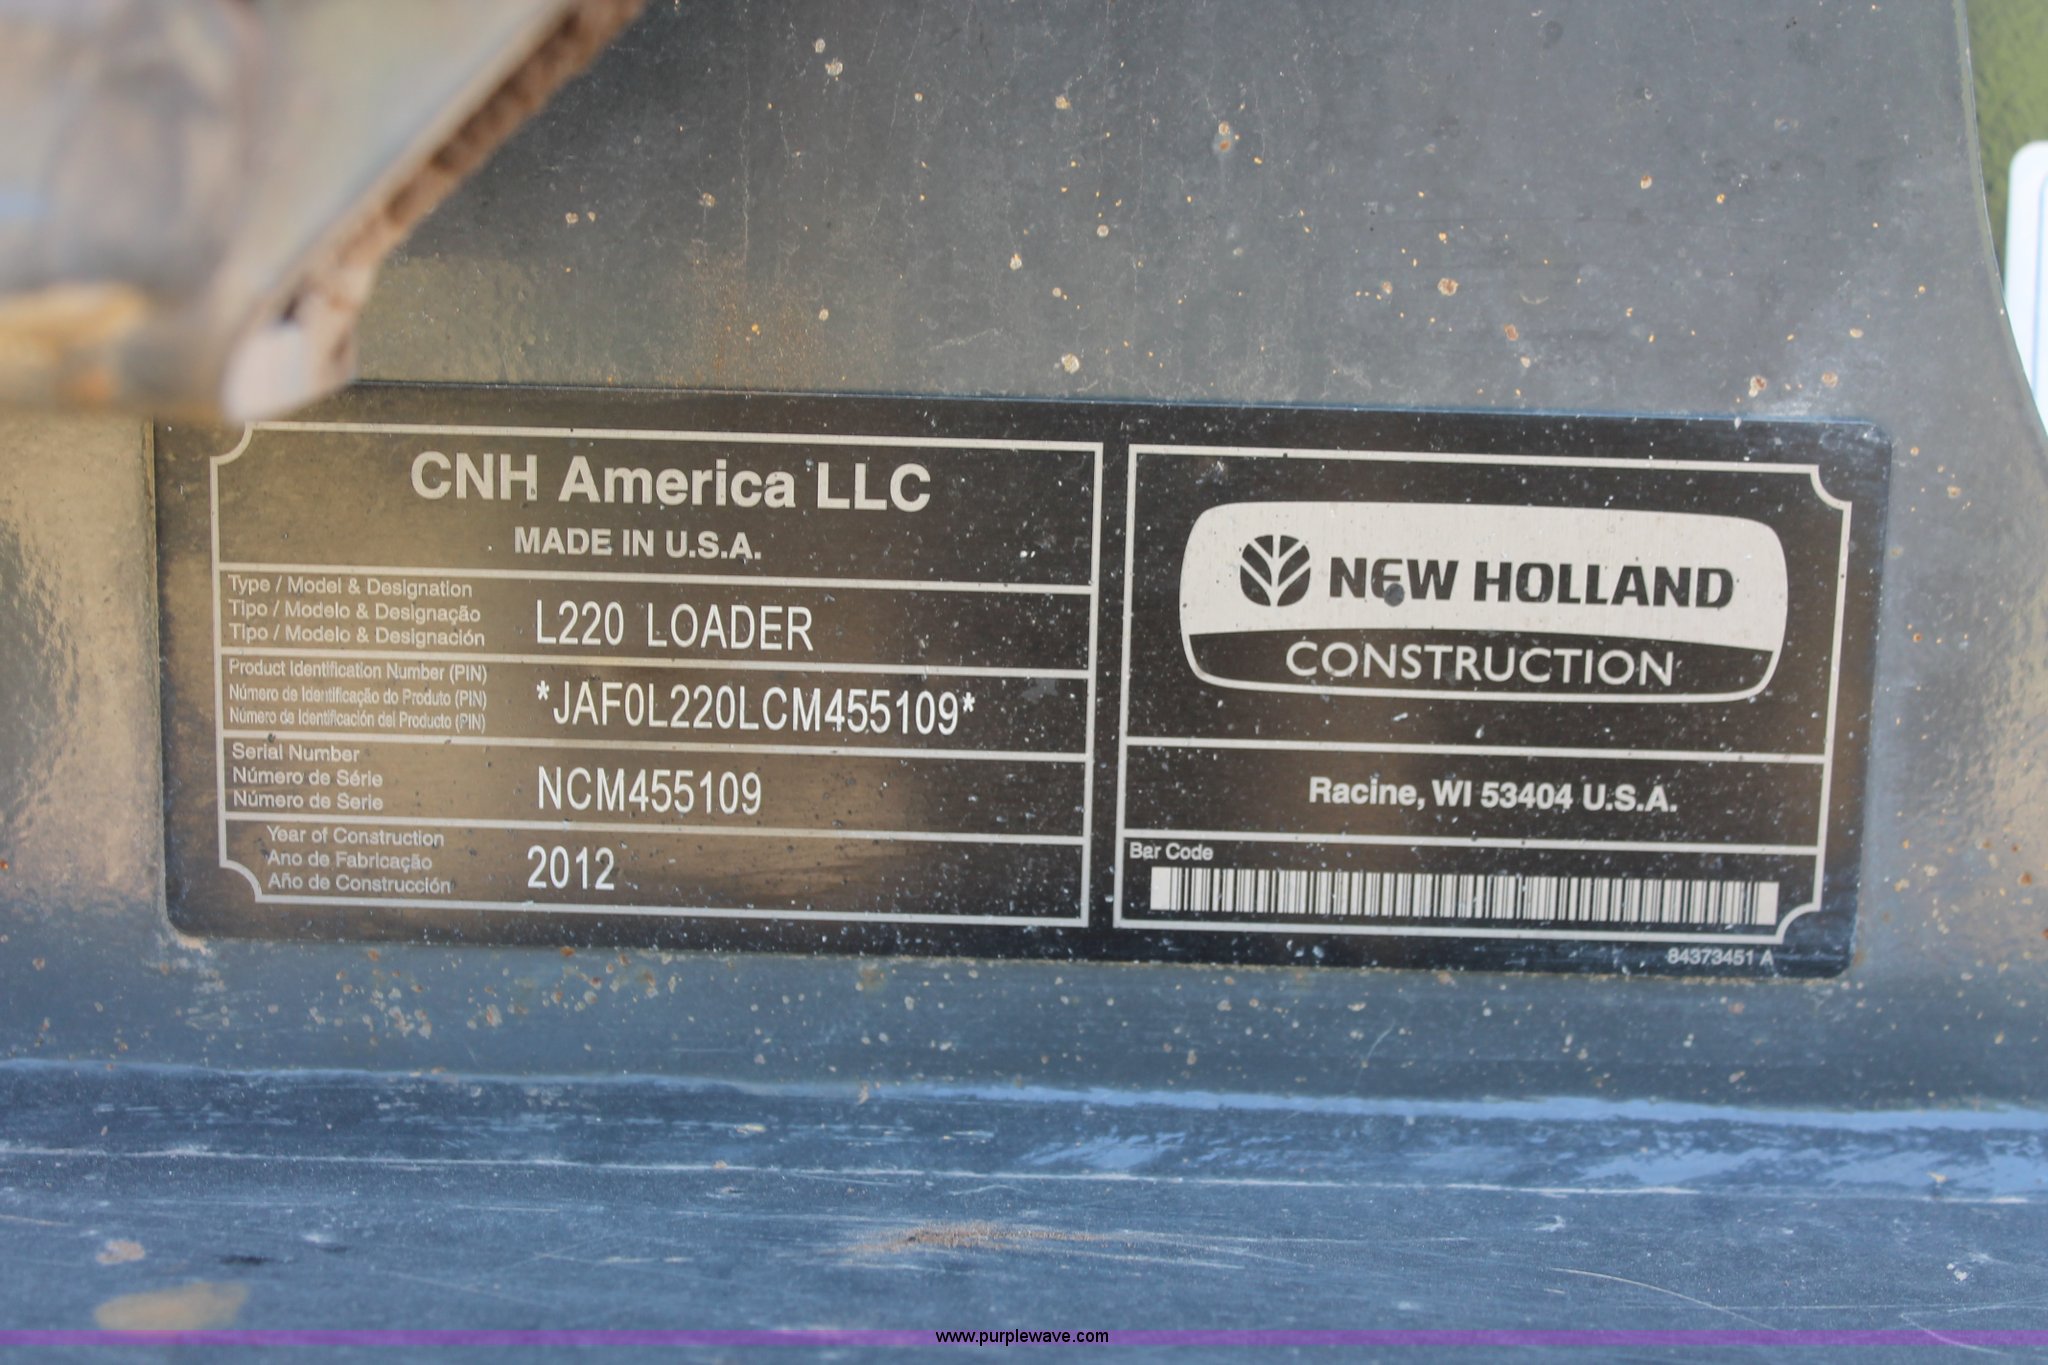 CNH America LLC
MADE IN U.S.A.
Type / Model & Designation
Tipo / Modelo & Designação
Tipo / Modelo & Designación
L220 LOADER
Product Identification Number (PIN)
Número de Identificação do Produto (PIN)
Número de Identificación del Producto (PIN)
*JAF0L220LCM455109*
Serial Number
Número de Série
Número de Serie
NCM455109
Year of Construction
Ano de Fabricação
Año de Construcción
2012
NEW HOLLAND
CONSTRUCTION
Racine, WI 53404 U.S.A.
Bar Code
84373451 A
www.purplewave.com